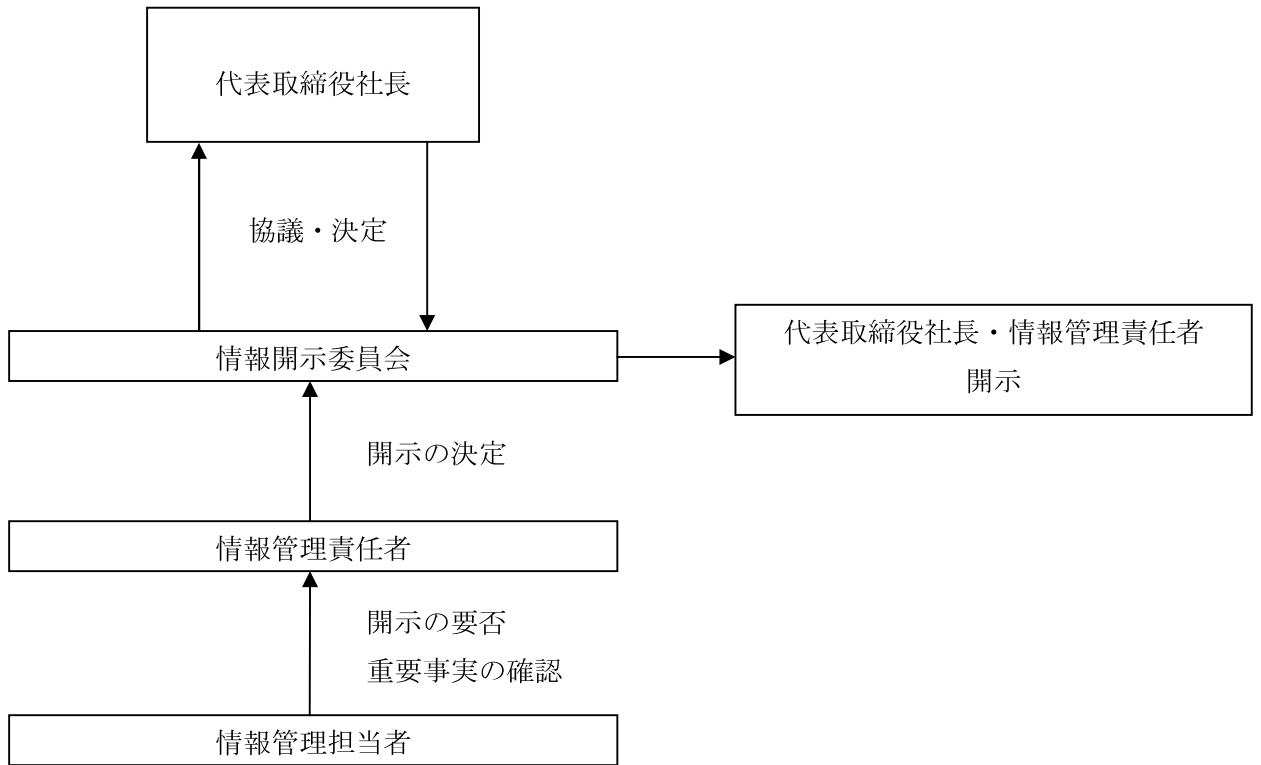 代表取締役社長
協議・決定
情報開示委員会
代表取締役社長・情報管理責任者
開示
開示の決定
情報管理責任者
開示の要否
重要事実の確認
情報管理担当者